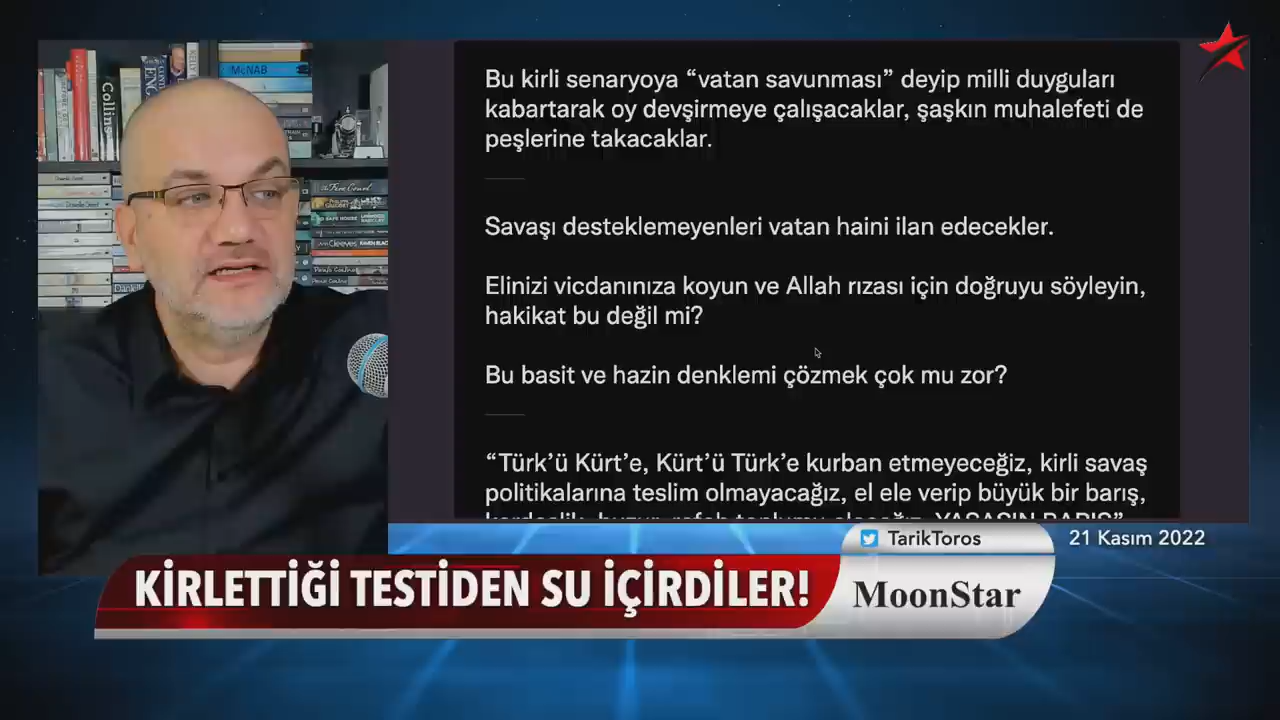 Bu kirli senaryoya “vatan savunması” deyip milli duyguları
kabartarak oy devşirmeye çalışacaklar, şaşkın muhalefeti de
peşlerine takacaklar.
Savaşı desteklemeyenleri vatan haini ilan edecekler.
Elinizi vicdanınıza koyun ve Allah rızası için doğruyu söyleyin,
hakikat bu değil mi?
Bu basit ve hazin denklemi çözmek çok mu zor?
“Türk’ü Kürt’e, Kürt’ü Türk’e kurban etmeyeceğiz, kirli savaş
politikalarına teslim olmayacağız, el ele verip büyük bir barış,
TarikToros
21 Kasım 2022
KİRLETTİĞİ TESTİDEN SU İÇİRDİLER!
MoonStar
McNAB
Collins